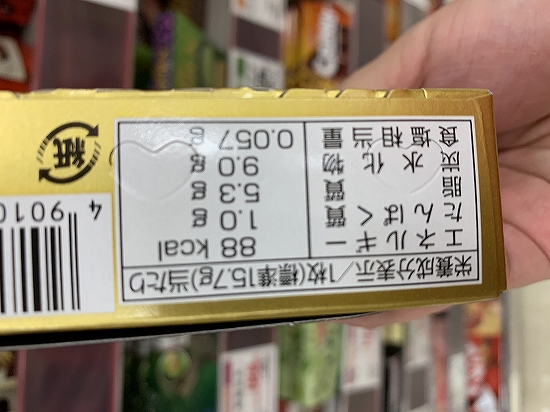 栄養成分表示/1枚(標準15.7g)当たり
エネルギー 88 kcal
たんぱく質 1.0 g
脂質 5.3 g
炭水化物 9.0 g
食塩相当量 0.057 g
紙
4 9010